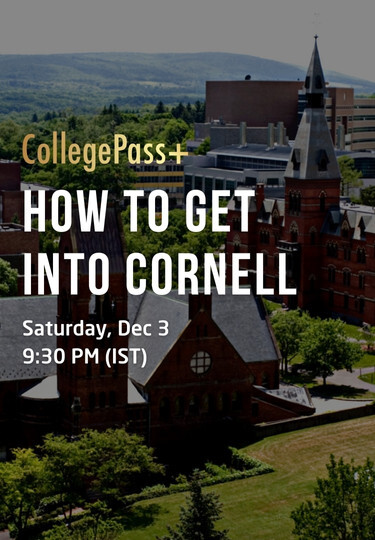 CollegePass+
HOW TO GET
INTO CORNELL
Saturday, Dec 3
9:30 PM (IST)